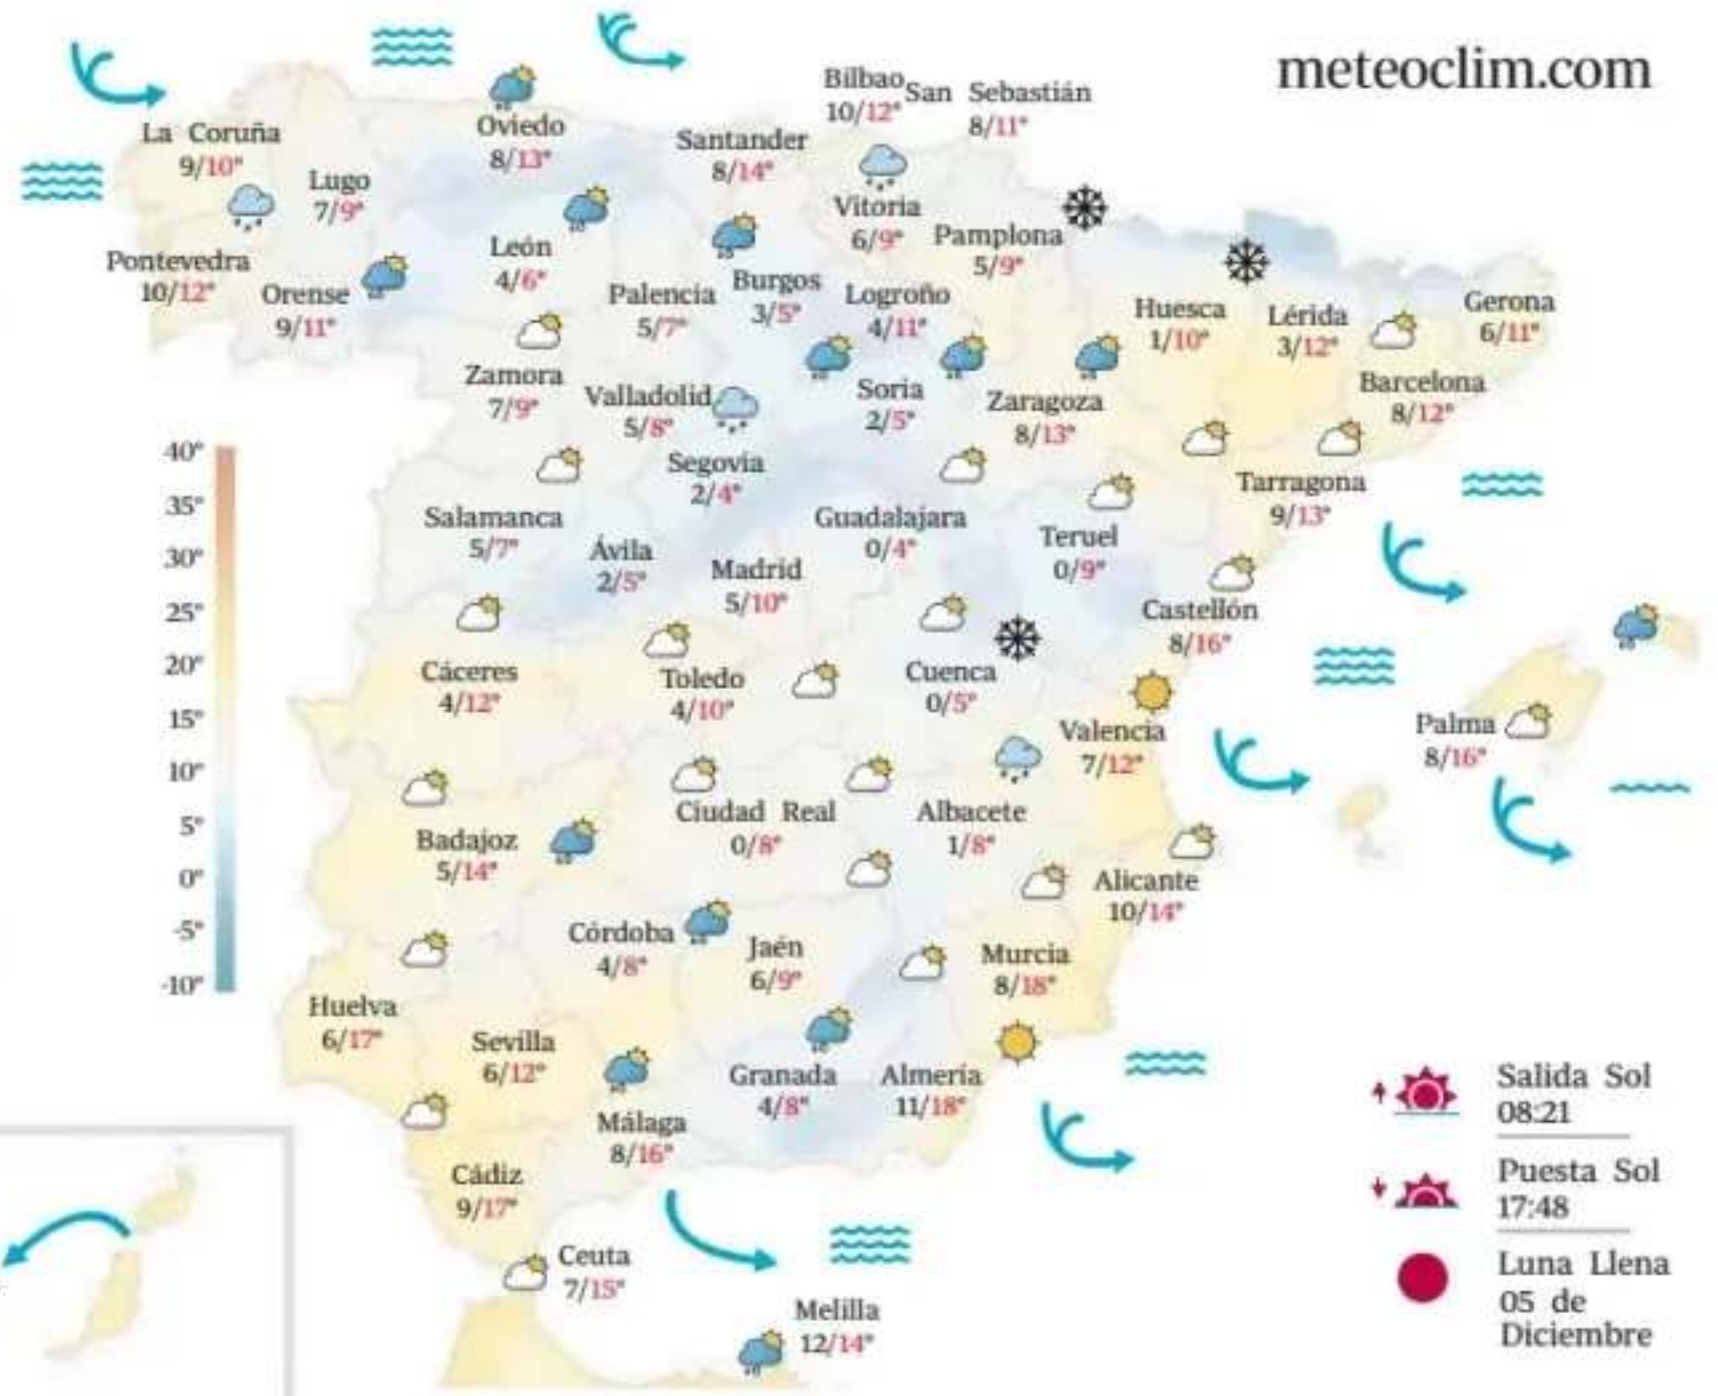 meteoclim.com
Bilbao
10/12°
San Sebastián
8/11°
La Coruña
9/10°
Oviedo
8/13°
Santander
8/14°
Lugo
7/9°
Vitoria
6/9°
Pamplona
5/9°
León
4/6°
Pontevedra
10/12°
Orense
9/11°
Palencia
5/7°
Burgos
3/5°
Logroño
4/11°
Huesca
1/10°
Lérida
3/12°
Gerona
6/11°
Zamora
7/9°
Valladolid
5/8°
Soria
2/5°
Zaragoza
8/13°
Barcelona
8/12°
Segovia
2/4°
Tarragona
9/13°
Salamanca
5/7°
Ávila
2/5°
Madrid
5/10°
Guadalajara
0/4°
Teruel
0/9°
Castellón
8/16°
Cáceres
4/12°
Toledo
4/10°
Cuenca
0/5°
Valencia
7/12°
Palma
8/16°
Badajoz
5/14°
Ciudad Real
0/8°
Albacete
1/8°
Alicante
10/14°
Córdoba
4/8°
Jaén
6/9°
Murcia
8/18°
Huelva
6/17°
Sevilla
6/12°
Málaga
8/16°
Granada
4/8°
Almería
11/18°
Cádiz
9/17°
Ceuta
7/15°
Melilla
12/14°
40°
35°
30°
25°
20°
15°
10°
5°
0°
-5°
-10°
Salida Sol
08:21
Puesta Sol
17:48
Luna Llena
05 de
Diciembre